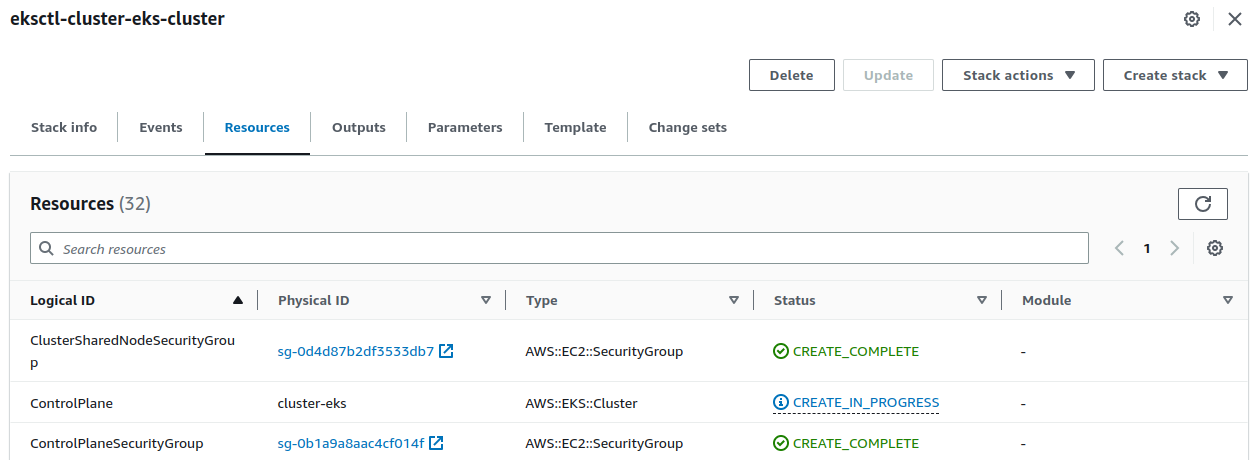 eksctl-cluster-eks-cluster
Delete Update Stack actions Create stack
Stack info Events Resources Outputs Parameters Template Change sets
Resources (32)
Search resources 1
Logical ID Physical ID Type Status Module
ClusterSharedNodeSecurityGrou
p sg-0d4d87b2df3533db7 AWS::EC2::SecurityGroup CREATE_COMPLETE -
ControlPlane cluster-eks AWS::EKS::Cluster CREATE_IN_PROGRESS -
ControlPlaneSecurityGroup sg-0b1a9a8aac4cf014f AWS::EC2::SecurityGroup CREATE_COMPLETE -